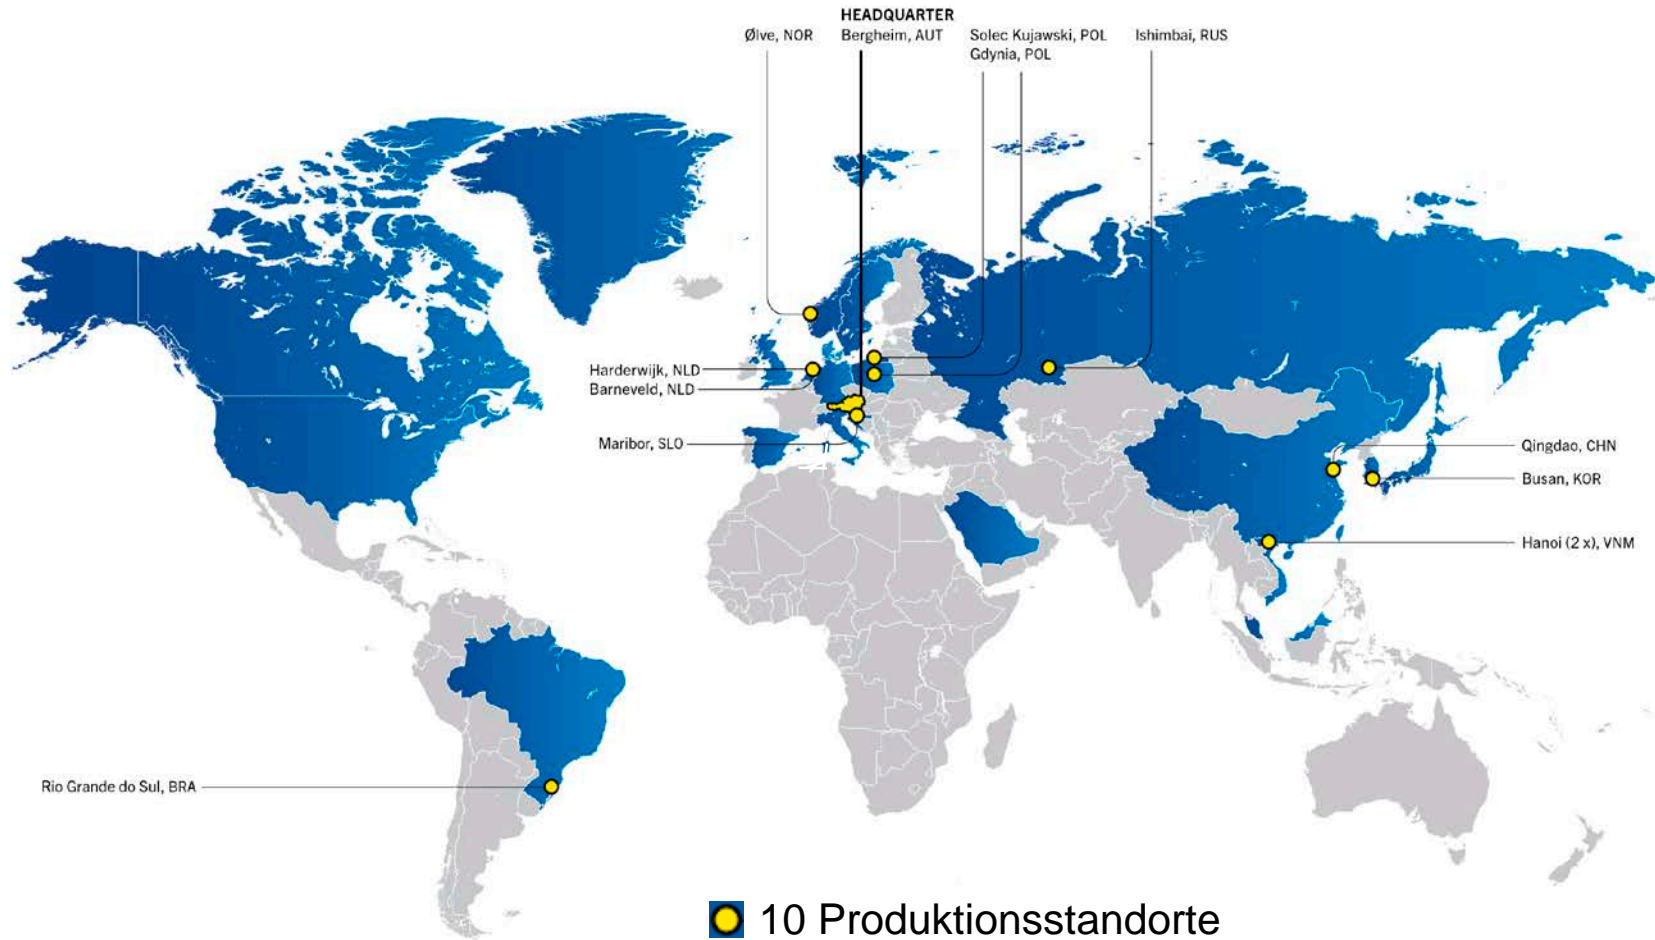 HEADQUARTER
Ølve, NOR
Bergheim, AUT
Solec Kujawski, POL
Gdynia, POL
Ishimbai, RUS
Harderwijk, NLD
Barneveld, NLD
Maribor, SLO
Qingdao, CHN
Busan, KOR
Hanoi (2 x), VNM
Rio Grande do Sul, BRA
10 Produktionsstandorte